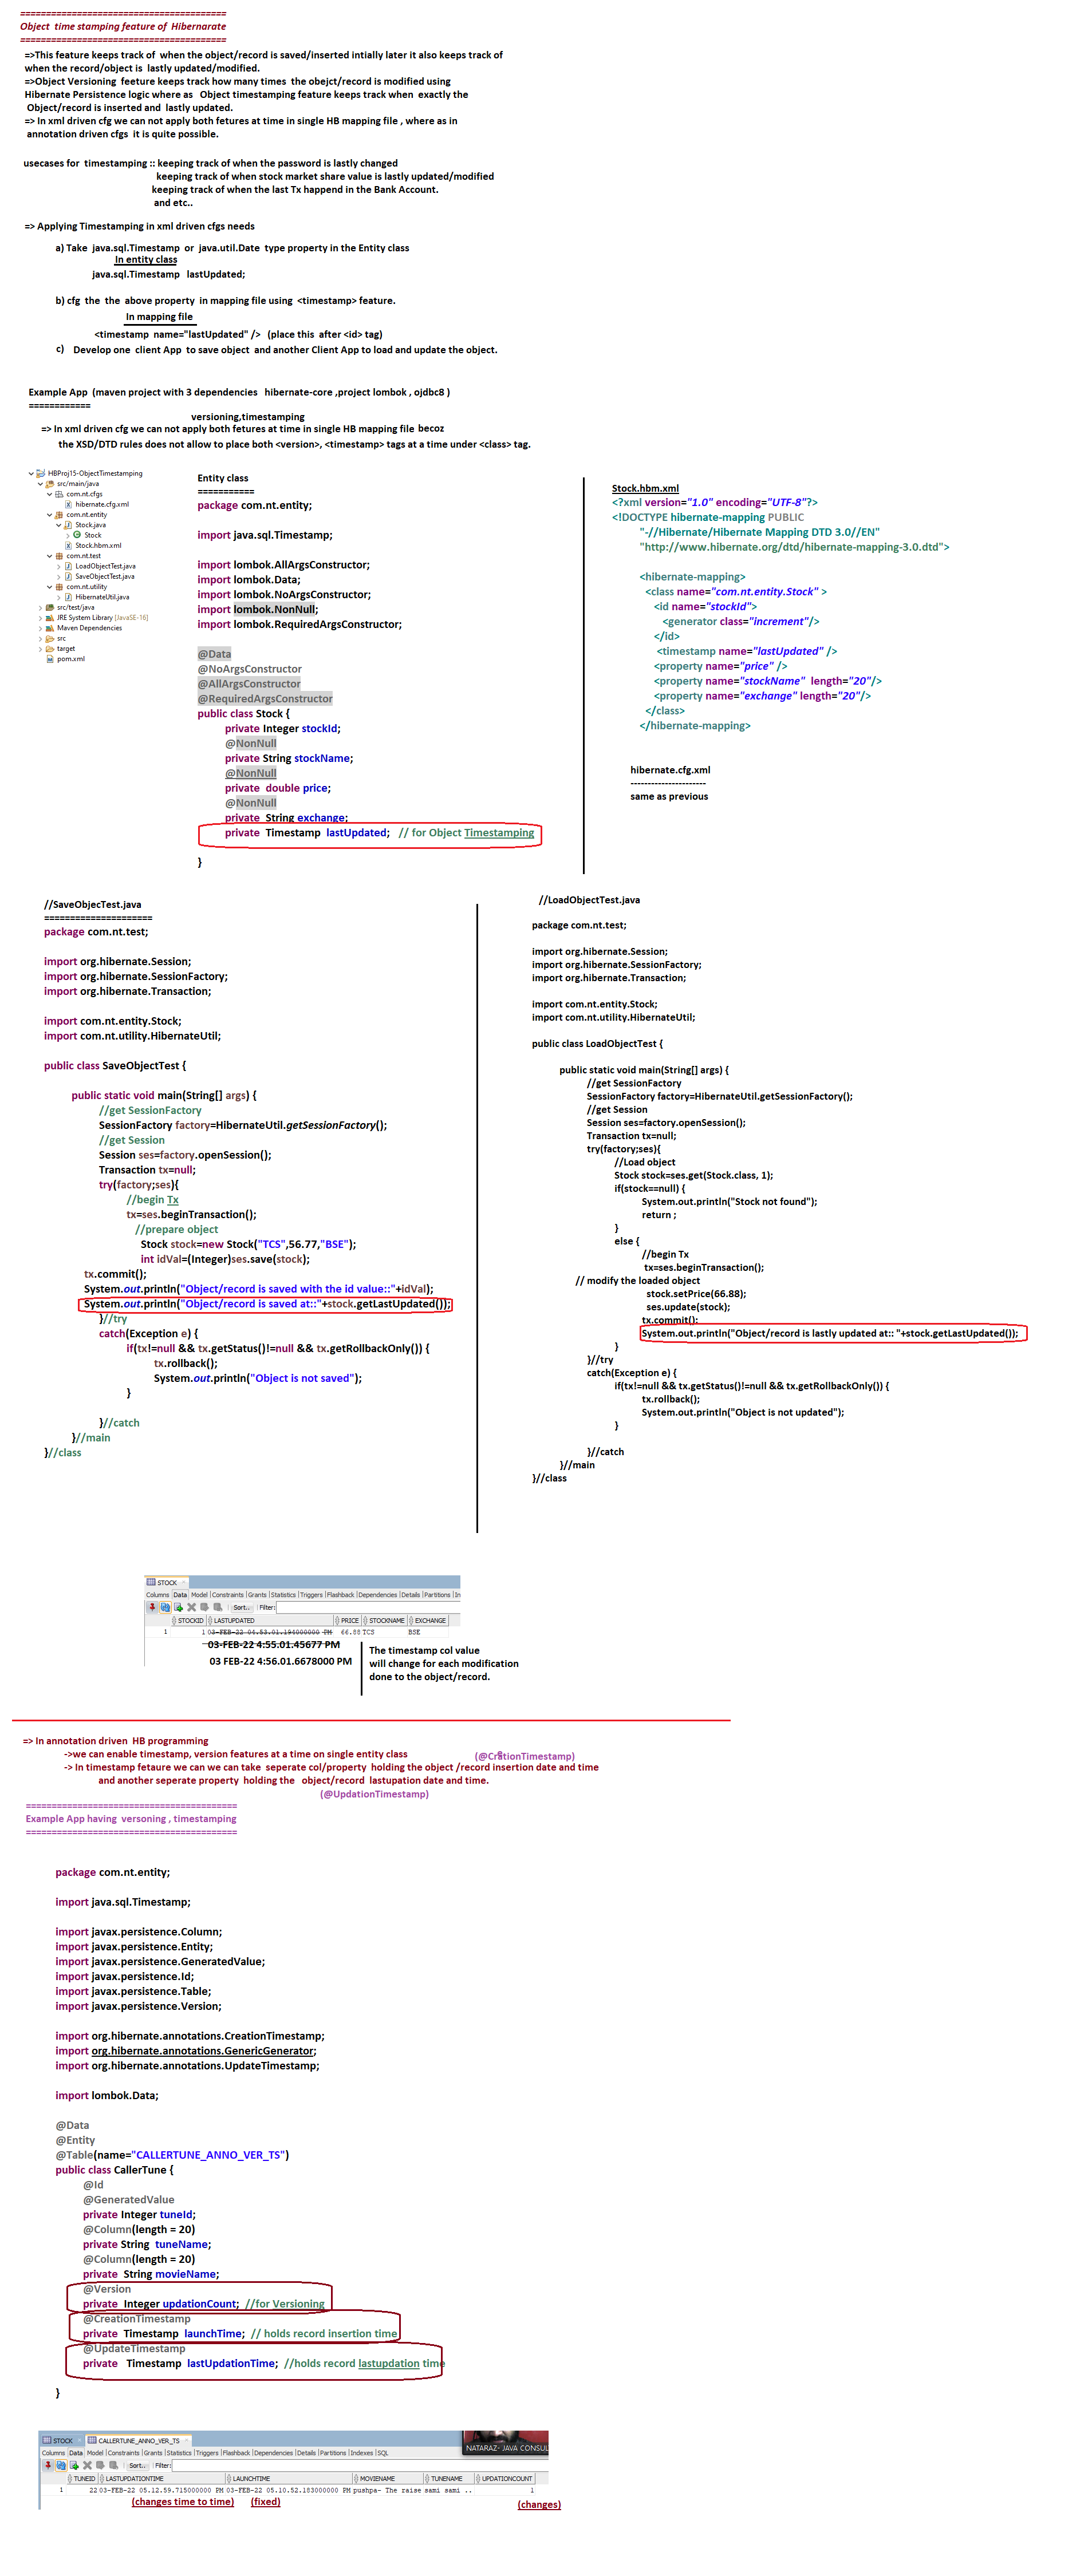 ========================================
Object  time stamping feature of  Hibernarate
========================================
=>This feature keeps track of  when the object/record is saved/inserted intially later it also keeps track of
when the record/object is  lastly updated/modified.
=>Object Versioning  feeture keeps track how many times  the obejct/record is modified using
Hibernate Persistence logic where as   Object timestamping feature keeps track when  exactly the
Object/record is inserted and  lastly updated.
=> In xml driven cfg we can not apply both fetures at time in single HB mapping file , where as in
annotation driven cfgs  it is quite possible.
usecases for  timestamping :: keeping track of when the password is lastly changed
keeping track of when stock market share value is lastly updated/modified
keeping track of when the last Tx happend in the Bank Account.
and etc..
=> Applying Timestamping in xml driven cfgs needs
a) Take  java.sql.Timestamp  or  java.util.Date  type property in the Entity class
In entity class
java.sql.Timestamp   lastUpdated;
b) cfg  the  the  above property  in mapping file using  <timestamp> feature.
In mapping file
<timestamp  name="lastUpdated" />   (place this  after <id> tag)
c)   Develop one  client App  to save object  and another Client App to load and update the object.
Example App  (maven project with 3 dependencies   hibernate-core ,project lombok , ojdbc8 )
============
versioning,timestamping
=> In xml driven cfg we can not apply both fetures at time in single HB mapping file  becoz
the XSD/DTD rules does not allow to place both <version>, <timestamp> tags at a time under <class> tag.
HBProj15-ObjectTimestamping
src/main/java
com.nt.cfgs
hibernate.cfg.xml
com.nt.entity
Stock.java
Stock
Stock.hbm.xml
com.nt.test
LoadObjectTest.java
SaveObjectTest.java
com.nt.utility
HibernateUtil.java
src/test/java
JRE System Library [JavaSE-16]
Maven Dependencies
src
target
pom.xml
Entity class
===========
package com.nt.entity;
import java.sql.Timestamp;
import lombok.AllArgsConstructor;
import lombok.Data;
import lombok.NoArgsConstructor;
import lombok.NonNull;
import lombok.RequiredArgsConstructor;
@Data
@NoArgsConstructor
@AllArgsConstructor
@RequiredArgsConstructor
public class Stock {
private Integer stockId;
@NonNull
private String stockName;
@NonNull
private  double price;
@NonNull
private  String exchange;
private  Timestamp  lastUpdated;   // for Object Timestamping
}
Stock.hbm.xml
<?xml version="1.0" encoding="UTF-8"?>
<!DOCTYPE hibernate-mapping PUBLIC
"-//Hibernate/Hibernate Mapping DTD 3.0//EN"
"http://www.hibernate.org/dtd/hibernate-mapping-3.0.dtd">
<hibernate-mapping>
<class name="com.nt.entity.Stock" >
<id name="stockId">
<generator class="increment"/>
</id>
<timestamp name="lastUpdated" />
<property name="price" />
<property name="stockName"  length="20"/>
<property name="exchange" length="20"/>
</class>
</hibernate-mapping>
hibernate.cfg.xml
----------------------
same as previous
//SaveObjecTest.java
=====================
package com.nt.test;
import org.hibernate.Session;
import org.hibernate.SessionFactory;
import org.hibernate.Transaction;
import com.nt.entity.Stock;
import com.nt.utility.HibernateUtil;
public class SaveObjectTest {
public static void main(String[] args) {
//get SessionFactory
SessionFactory factory=HibernateUtil.getSessionFactory();
//get Session
Session ses=factory.openSession();
Transaction tx=null;
try(factory;ses){
//begin Tx
tx=ses.beginTransaction();
//prepare object
Stock stock=new Stock("TCS",56.77,"BSE");
int idVal=(Integer)ses.save(stock);
tx.commit();
System.out.println("Object/record is saved with the id value::"+idVal);
System.out.println("Object/record is saved at::"+stock.getLastUpdated());
}//try
catch(Exception e) {
if(tx!=null && tx.getStatus()!=null && tx.getRollbackOnly()) {
tx.rollback();
System.out.println("Object is not saved");
}
}//catch
}//main
}//class
//LoadObjectTest.java
package com.nt.test;
import org.hibernate.Session;
import org.hibernate.SessionFactory;
import org.hibernate.Transaction;
import com.nt.entity.Stock;
import com.nt.utility.HibernateUtil;
public class LoadObjectTest {
public static void main(String[] args) {
//get SessionFactory
SessionFactory factory=HibernateUtil.getSessionFactory();
//get Session
Session ses=factory.openSession();
Transaction tx=null;
try(factory;ses){
//Load object
Stock stock=ses.get(Stock.class, 1);
if(stock==null) {
System.out.println("Stock not found");
return ;
}
else {
//begin Tx
tx=ses.beginTransaction();
// modify the loaded object
stock.setPrice(66.88);
ses.update(stock);
tx.commit();
System.out.println("Object/record is lastly updated at:: "+stock.getLastUpdated());
}
}//try
catch(Exception e) {
if(tx!=null && tx.getStatus()!=null && tx.getRollbackOnly()) {
tx.rollback();
System.out.println("Object is not updated");
}
}//catch
}//main
}//class
STOCK
Columns Data Model Constraints Grants Statistics Triggers Flashback Dependencies Details Partitions In
Sort.. Filter:
STOCKID LASTUPDATED PRICE STOCKNAME EXCHANGE
1 1 03-FEB-22 04.53.01.194000000 PM 66.88 TCS BSE
03-FEB-22 4:55.01.45677 PM
03 FEB-22 4:56.01.6678000 PM
The timestamp col value
will change for each modification
done to the object/record.
=> In annotation driven  HB programming
->we can enable timestamp, version features at a time on single entity class
(@CreationTimestamp)
-> In timestamp fetaure we can we can take  seperate col/property  holding the object /record insertion date and time
and another seperate property  holding the   object/record  lastupation date and time.
(@UpdationTimestamp)
=========================================
Example App having  versoning , timestamping
=========================================
package com.nt.entity;
import java.sql.Timestamp;
import javax.persistence.Column;
import javax.persistence.Entity;
import javax.persistence.GeneratedValue;
import javax.persistence.Id;
import javax.persistence.Table;
import javax.persistence.Version;
import org.hibernate.annotations.CreationTimestamp;
import org.hibernate.annotations.GenericGenerator;
import org.hibernate.annotations.UpdateTimestamp;
import lombok.Data;
@Data
@Entity
@Table(name="CALLERTUNE_ANNO_VER_TS")
public class CallerTune {
@Id
@GeneratedValue
private Integer tuneId;
@Column(length = 20)
private String  tuneName;
@Column(length = 20)
private  String movieName;
@Version
private  Integer updationCount;  //for Versioning
@CreationTimestamp
private  Timestamp  launchTime;  // holds record insertion time
@UpdateTimestamp
private   Timestamp  lastUpdationTime;  //holds record lastupdation time
}
STOCK CALLERTUNE_ANNO_VER_TS
NATARAZ- JAVA CONSUL
Columns Data Model Constraints Grants Statistics Triggers Flashback Dependencies Details Partitions Indexes SQL
Sort.. Filter:
TUNEID LASTUPDATIONTIME LAUNCHTIME MOVIENAME TUNENAME UPDATIONCOUNT
1 22 03-FEB-22 05.12.59.715000000 PM 03-FEB-22 05.10.52.183000000 PM pushpa- The raise sami sami .. 1
(changes time to time) (fixed) (changes)